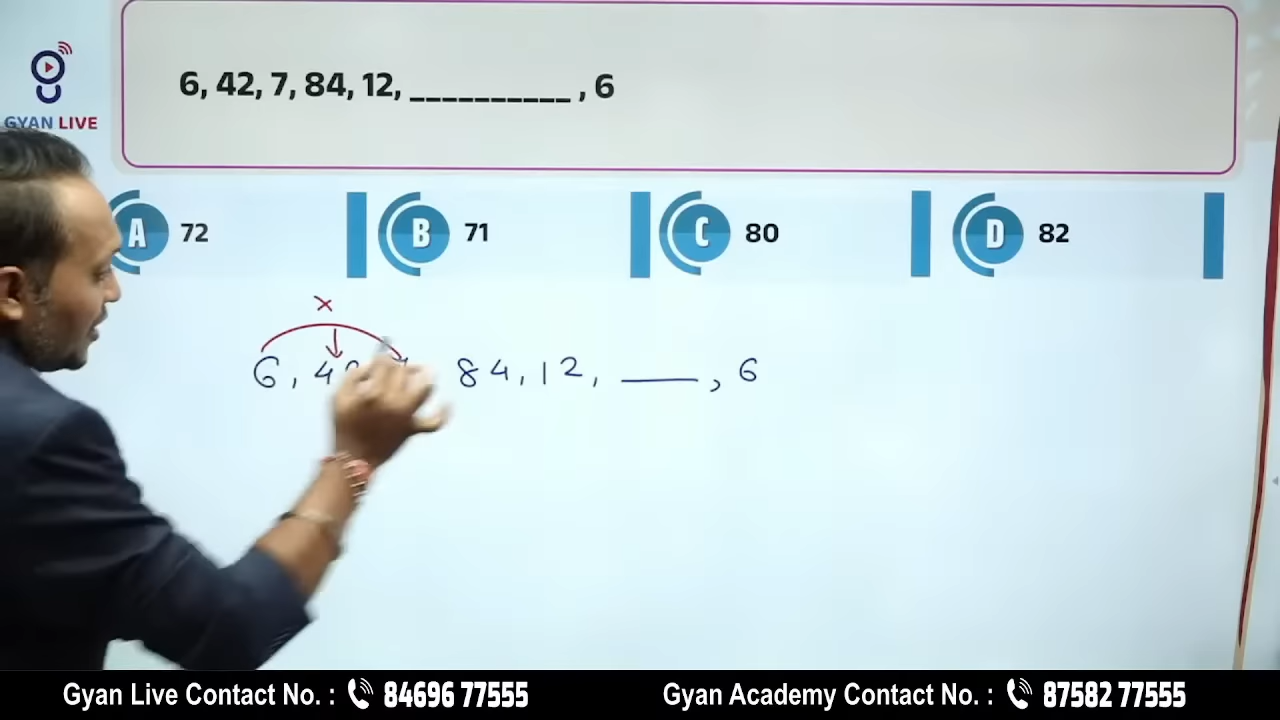 6, 42, 7, 84, 12, __________ , 6
GYAN LIVE
A 72
B 71
C 80
D 82
×
6, 4 84, 12, ___, 6
Gyan Live Contact No. : 84696 77555
Gyan Academy Contact No. : 87582 77555